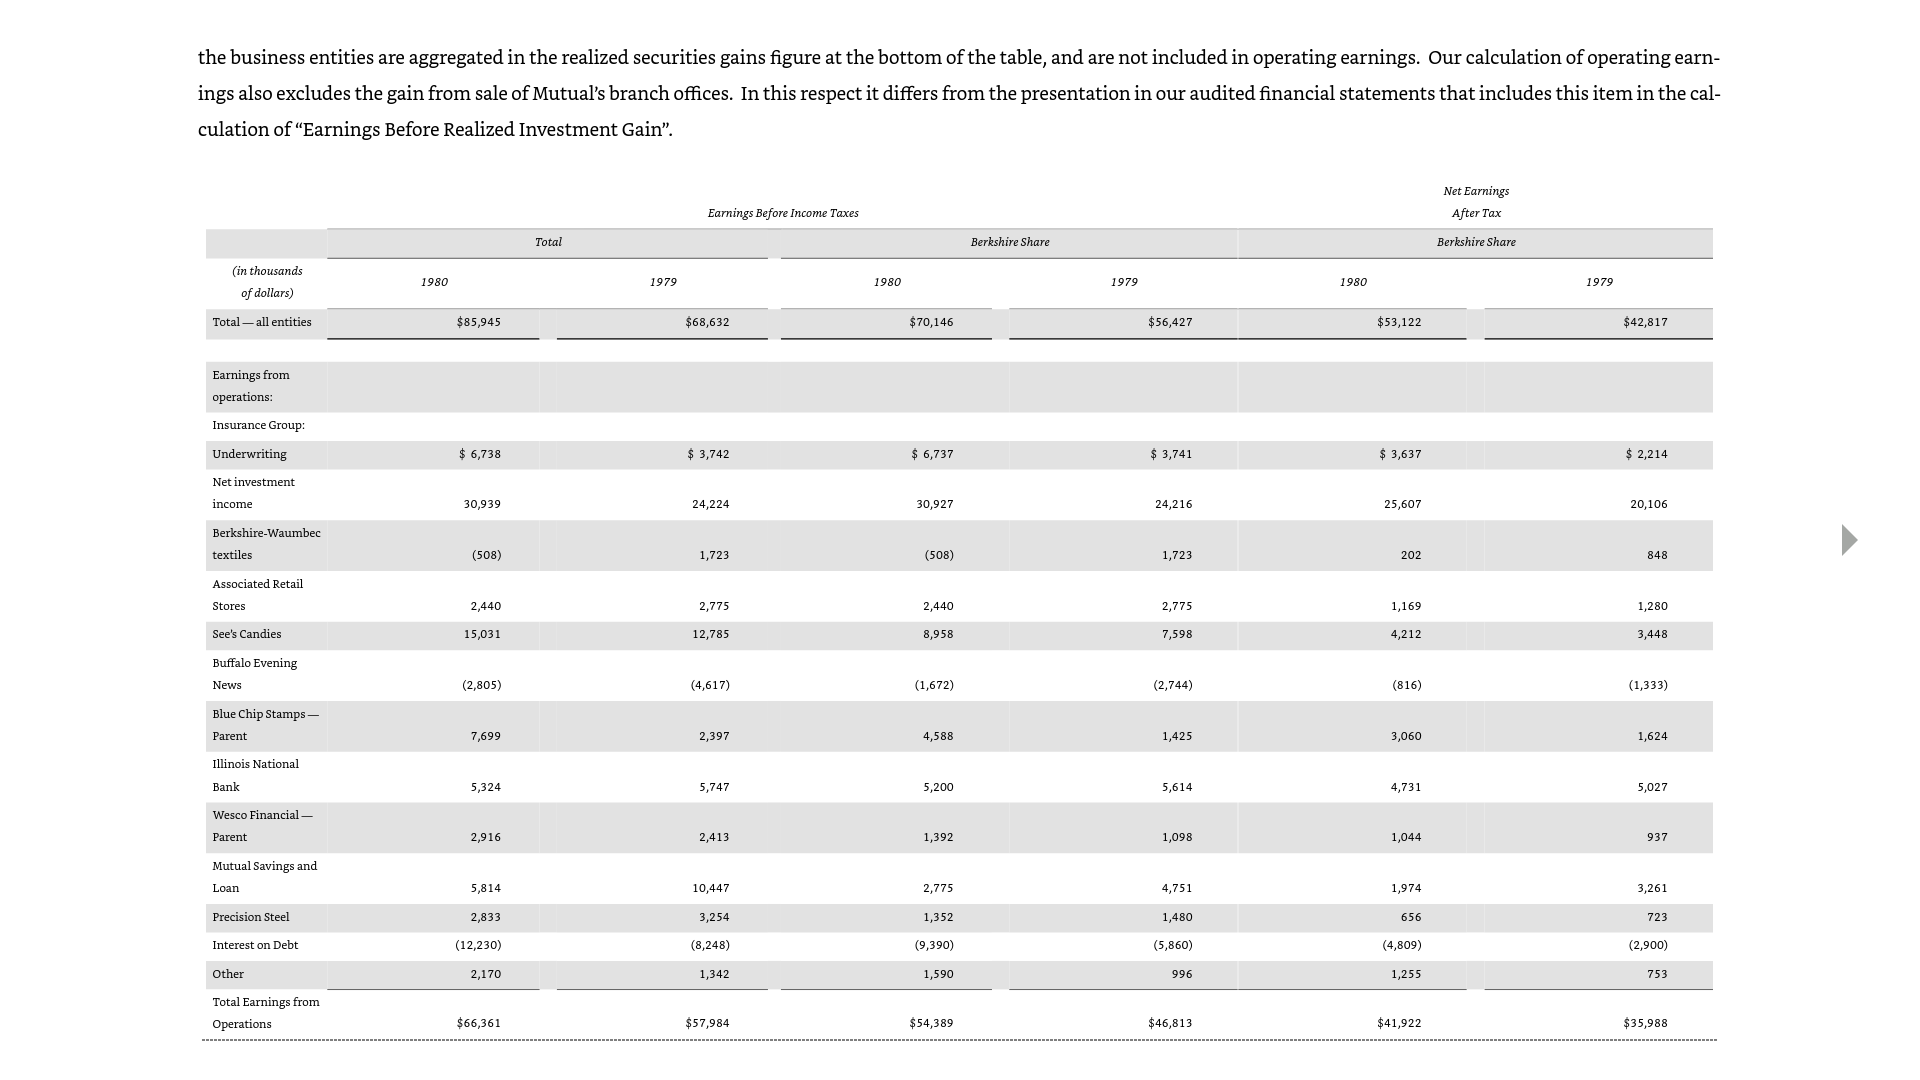 the business entities are aggregated in the realized securities gains figure at the bottom of the table, and are not included in operating earnings.  Our calculation of operating earn-
ings also excludes the gain from sale of Mutual’s branch offices.  In this respect it differs from the presentation in our audited financial statements that includes this item in the cal-
culation of “Earnings Before Realized Investment Gain”.
Net Earnings
Earnings Before Income Taxes After Tax
Total Berkshire Share Berkshire Share
(in thousands
of dollars) 1980 1979 1980 1979 1980 1979
Total — all entities $85,945 $68,632 $70,146 $56,427 $53,122 $42,817
Earnings from
operations:
Insurance Group:
Underwriting $ 6,738 $ 3,742 $ 6,737 $ 3,741 $ 3,637 $ 2,214
Net investment
income 30,939 24,224 30,927 24,216 25,607 20,106
Berkshire-Waumbec
textiles (508) 1,723 (508) 1,723 202 848
Associated Retail
Stores 2,440 2,775 2,440 2,775 1,169 1,280
See’s Candies 15,031 12,785 8,958 7,598 4,212 3,448
Buffalo Evening
News (2,805) (4,617) (1,672) (2,744) (816) (1,333)
Blue Chip Stamps —
Parent 7,699 2,397 4,588 1,425 3,060 1,624
Illinois National
Bank 5,324 5,747 5,200 5,614 4,731 5,027
Wesco Financial —
Parent 2,916 2,413 1,392 1,098 1,044 937
Mutual Savings and
Loan 5,814 10,447 2,775 4,751 1,974 3,261
Precision Steel 2,833 3,254 1,352 1,480 656 723
Interest on Debt (12,230) (8,248) (9,390) (5,860) (4,809) (2,900)
Other 2,170 1,342 1,590 996 1,255 753
Total Earnings from
Operations $66,361 $57,984 $54,389 $46,813 $41,922 $35,988